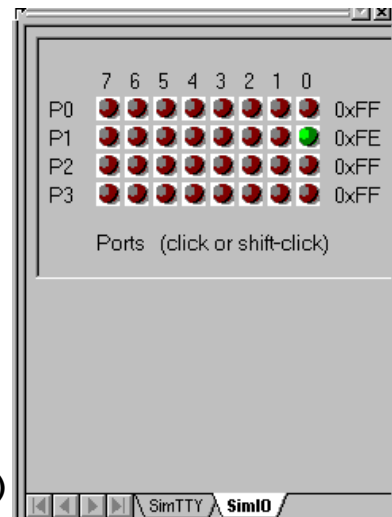 7 6 5 4 3 2 1 0
P0 0xFF
P1 0xFE
P2 0xFF
P3 0xFF
Ports (click or shift-click)
)
SimTTY SimIO